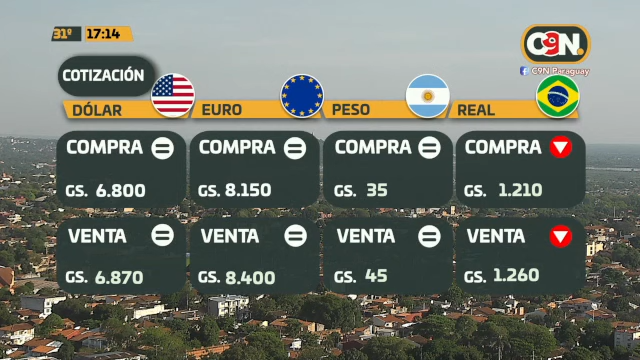 31º 17:14
C9N.
C9N Paraguay
COTIZACIÓN
DÓLAR EURO PESO REAL
COMPRA COMPRA COMPRA COMPRA
GS. 6.800 GS. 8.150 GS. 35 GS. 1.210
VENTA VENTA VENTA VENTA
GS. 6.870 GS. 8.400 GS. 45 GS. 1.260